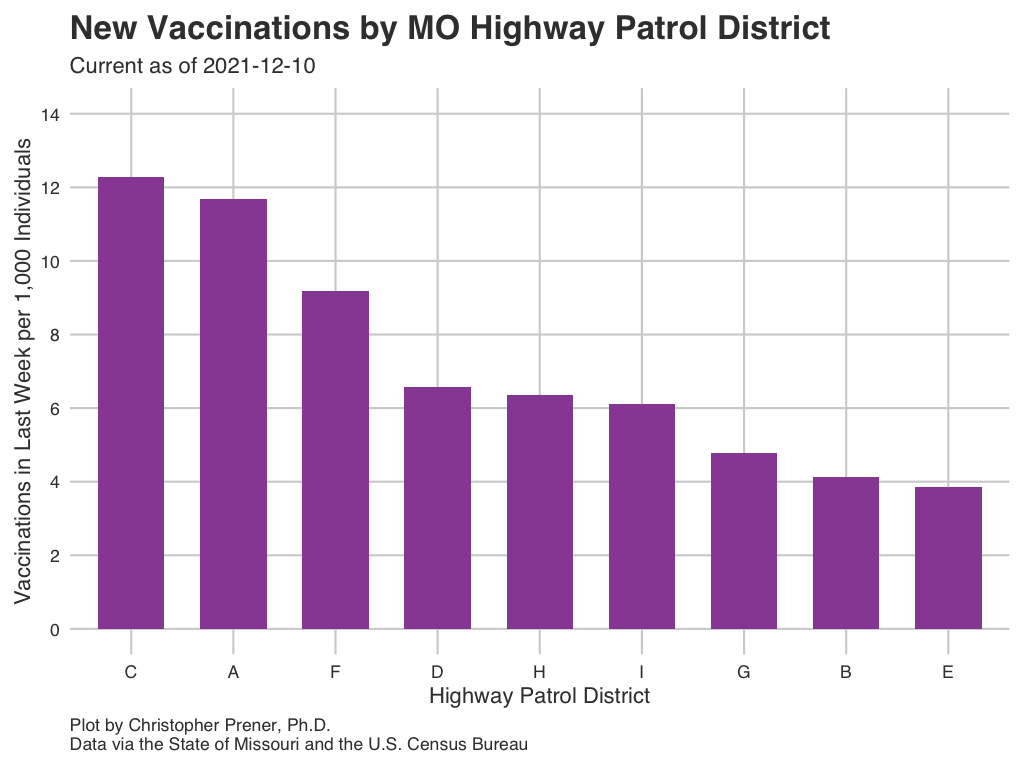 New Vaccinations by MO Highway Patrol District
Current as of 2021-12-10
Vaccinations in Last Week per 1,000 Individuals
14
12
10
8
6
4
2
0
C A F D H I G B E
Highway Patrol District
Plot by Christopher Prener, Ph.D.
Data via the State of Missouri and the U.S. Census Bureau